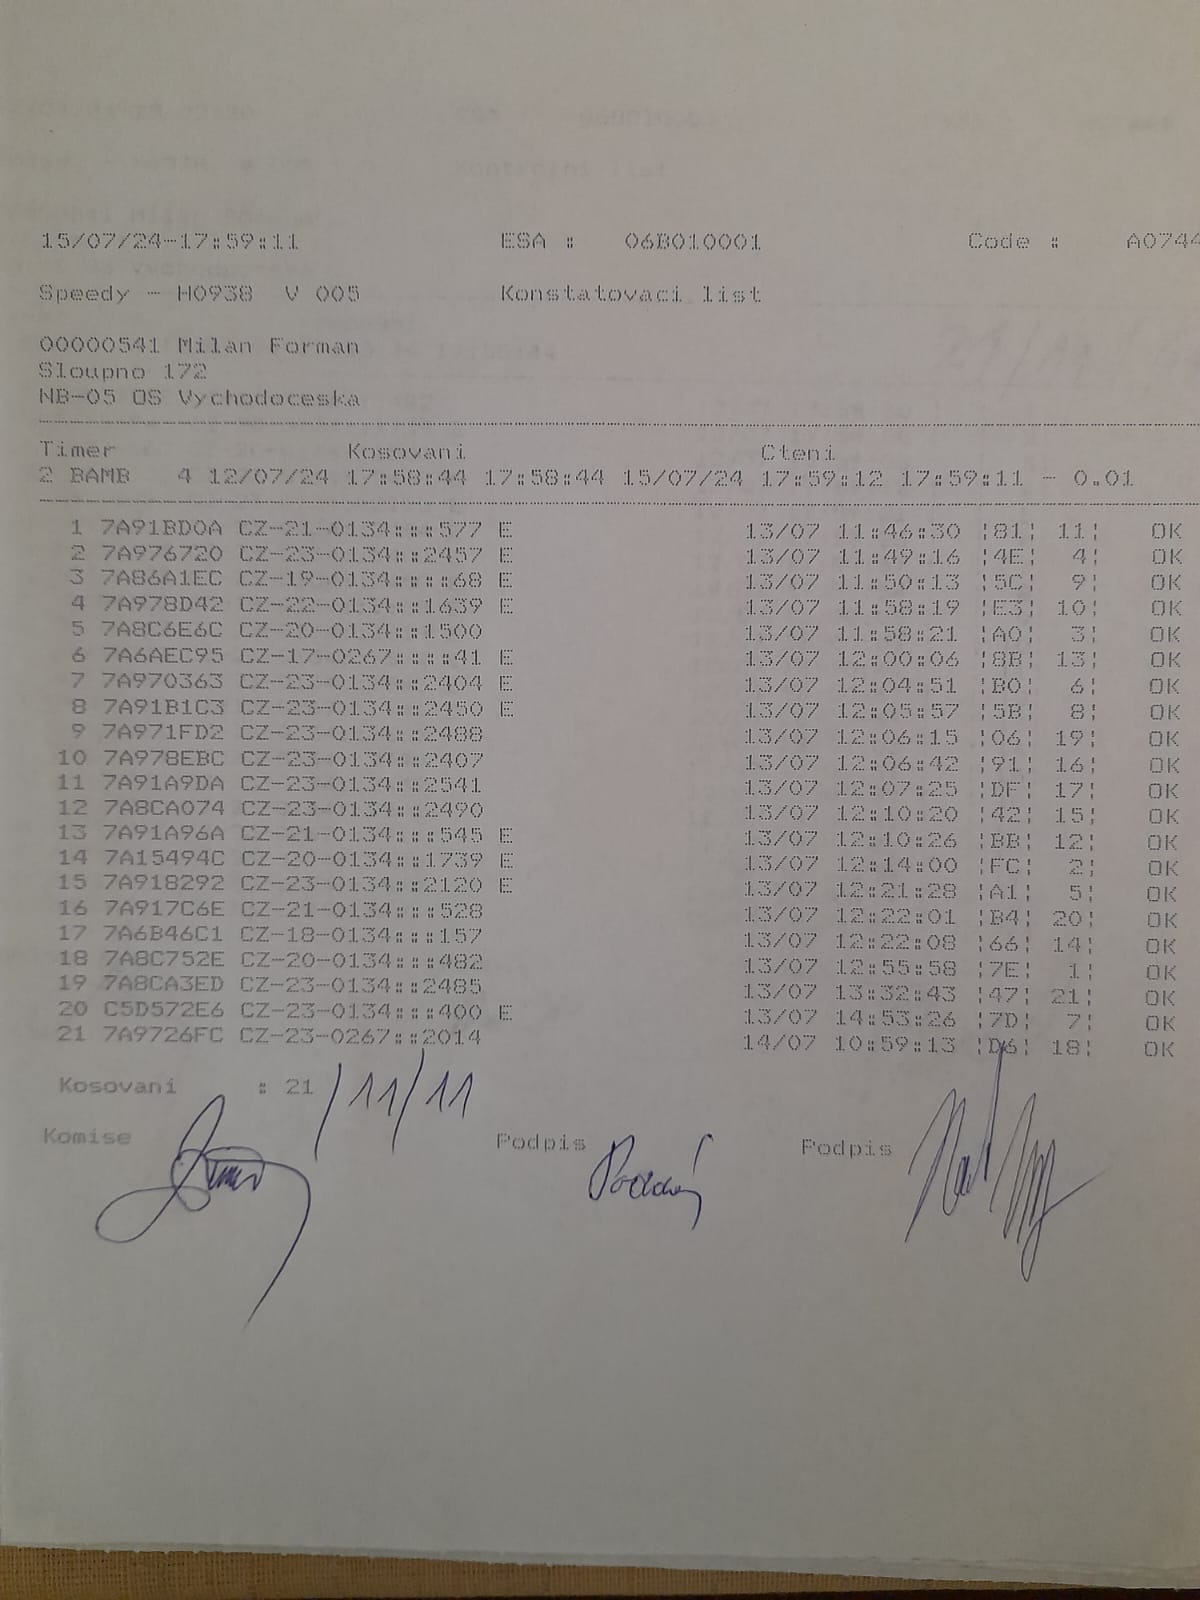 15/07/24-17:59:11 ESA : 06B010001 Code : A0744
Speedy - H0938 V 005 Konstatovaci list
00000541 Milan Forman
Sloupno 172
NB-05 OS Vychodoceska
Timer Kosovani Cteni
2 BAMB 4 12/07/24 17:58:44 17:58:44 15/07/24 17:59:12 17:59:11 - 0.01
1 7A91BD0A CZ-21-0134:::577 E 13/07 11:46:30 ¦81¦ 11¦ OK
2 7A976720 CZ-23-0134::2457 E 13/07 11:49:16 ¦4E¦ 4¦ OK
3 7A86A1EC CZ-19-0134::::68 E 13/07 11:50:13 ¦5C¦ 9¦ OK
4 7A978D42 CZ-22-0134::1639 E 13/07 11:58:19 ¦E3¦ 10¦ OK
5 7A8C6E6C CZ-20-0134::1500 13/07 11:58:21 ¦A0¦ 3¦ OK
6 7A6AEC95 CZ-17-0267::::41 E 13/07 12:00:06 ¦8B¦ 13¦ OK
7 7A970363 CZ-23-0134::2404 E 13/07 12:04:51 ¦B0¦ 6¦ OK
8 7A91B1C3 CZ-23-0134::2450 E 13/07 12:05:57 ¦5B¦ 8¦ OK
9 7A971FD2 CZ-23-0134::2488 13/07 12:06:15 ¦06¦ 19¦ OK
10 7A978EBC CZ-23-0134::2407 13/07 12:06:42 ¦91¦ 16¦ OK
11 7A91A9DA CZ-23-0134::2541 13/07 12:07:25 ¦DF¦ 17¦ OK
12 7A8CA074 CZ-23-0134::2490 13/07 12:10:20 ¦42¦ 15¦ OK
13 7A91A96A CZ-21-0134:::545 E 13/07 12:10:26 ¦BB¦ 12¦ OK
14 7A15494C CZ-20-0134::1739 E 13/07 12:14:00 ¦FC¦ 2¦ OK
15 7A918292 CZ-23-0134::2120 E 13/07 12:21:28 ¦A1¦ 5¦ OK
16 7A917C6E CZ-21-0134:::528 13/07 12:22:01 ¦B4¦ 20¦ OK
17 7A6B46C1 CZ-18-0134:::157 13/07 12:22:08 ¦66¦ 14¦ OK
18 7A8C752E CZ-20-0134:::482 13/07 12:55:58 ¦7E¦ 1¦ OK
19 7A8CA3ED CZ-23-0134::2485 13/07 13:32:43 ¦47¦ 21¦ OK
20 C5D572E6 CZ-23-0134:::400 E 13/07 14:53:26 ¦7D¦ 7¦ OK
21 7A9726FC CZ-23-0267::2014 14/07 10:59:13 ¦D6¦ 18¦ OK
Kosovani : 21 /11/11
Komise Podpis Podpis